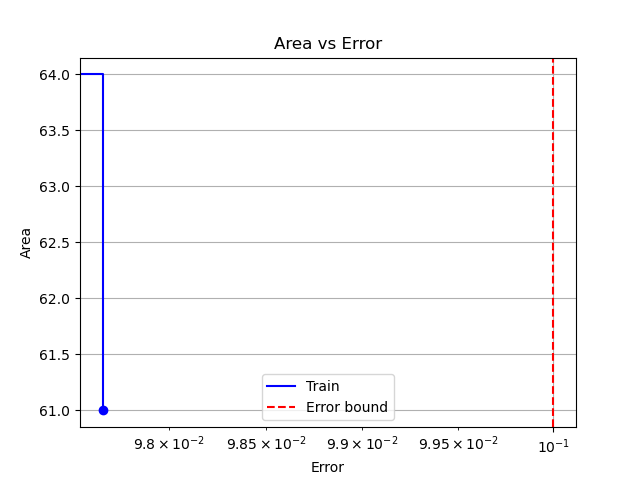 Area vs Error
Area
64.0
63.5
63.0
62.5
62.0
61.5
61.0
Train
Error bound
9.8 × 10⁻² 9.85 × 10⁻² 9.9 × 10⁻² 9.95 × 10⁻² 10⁻¹
Error